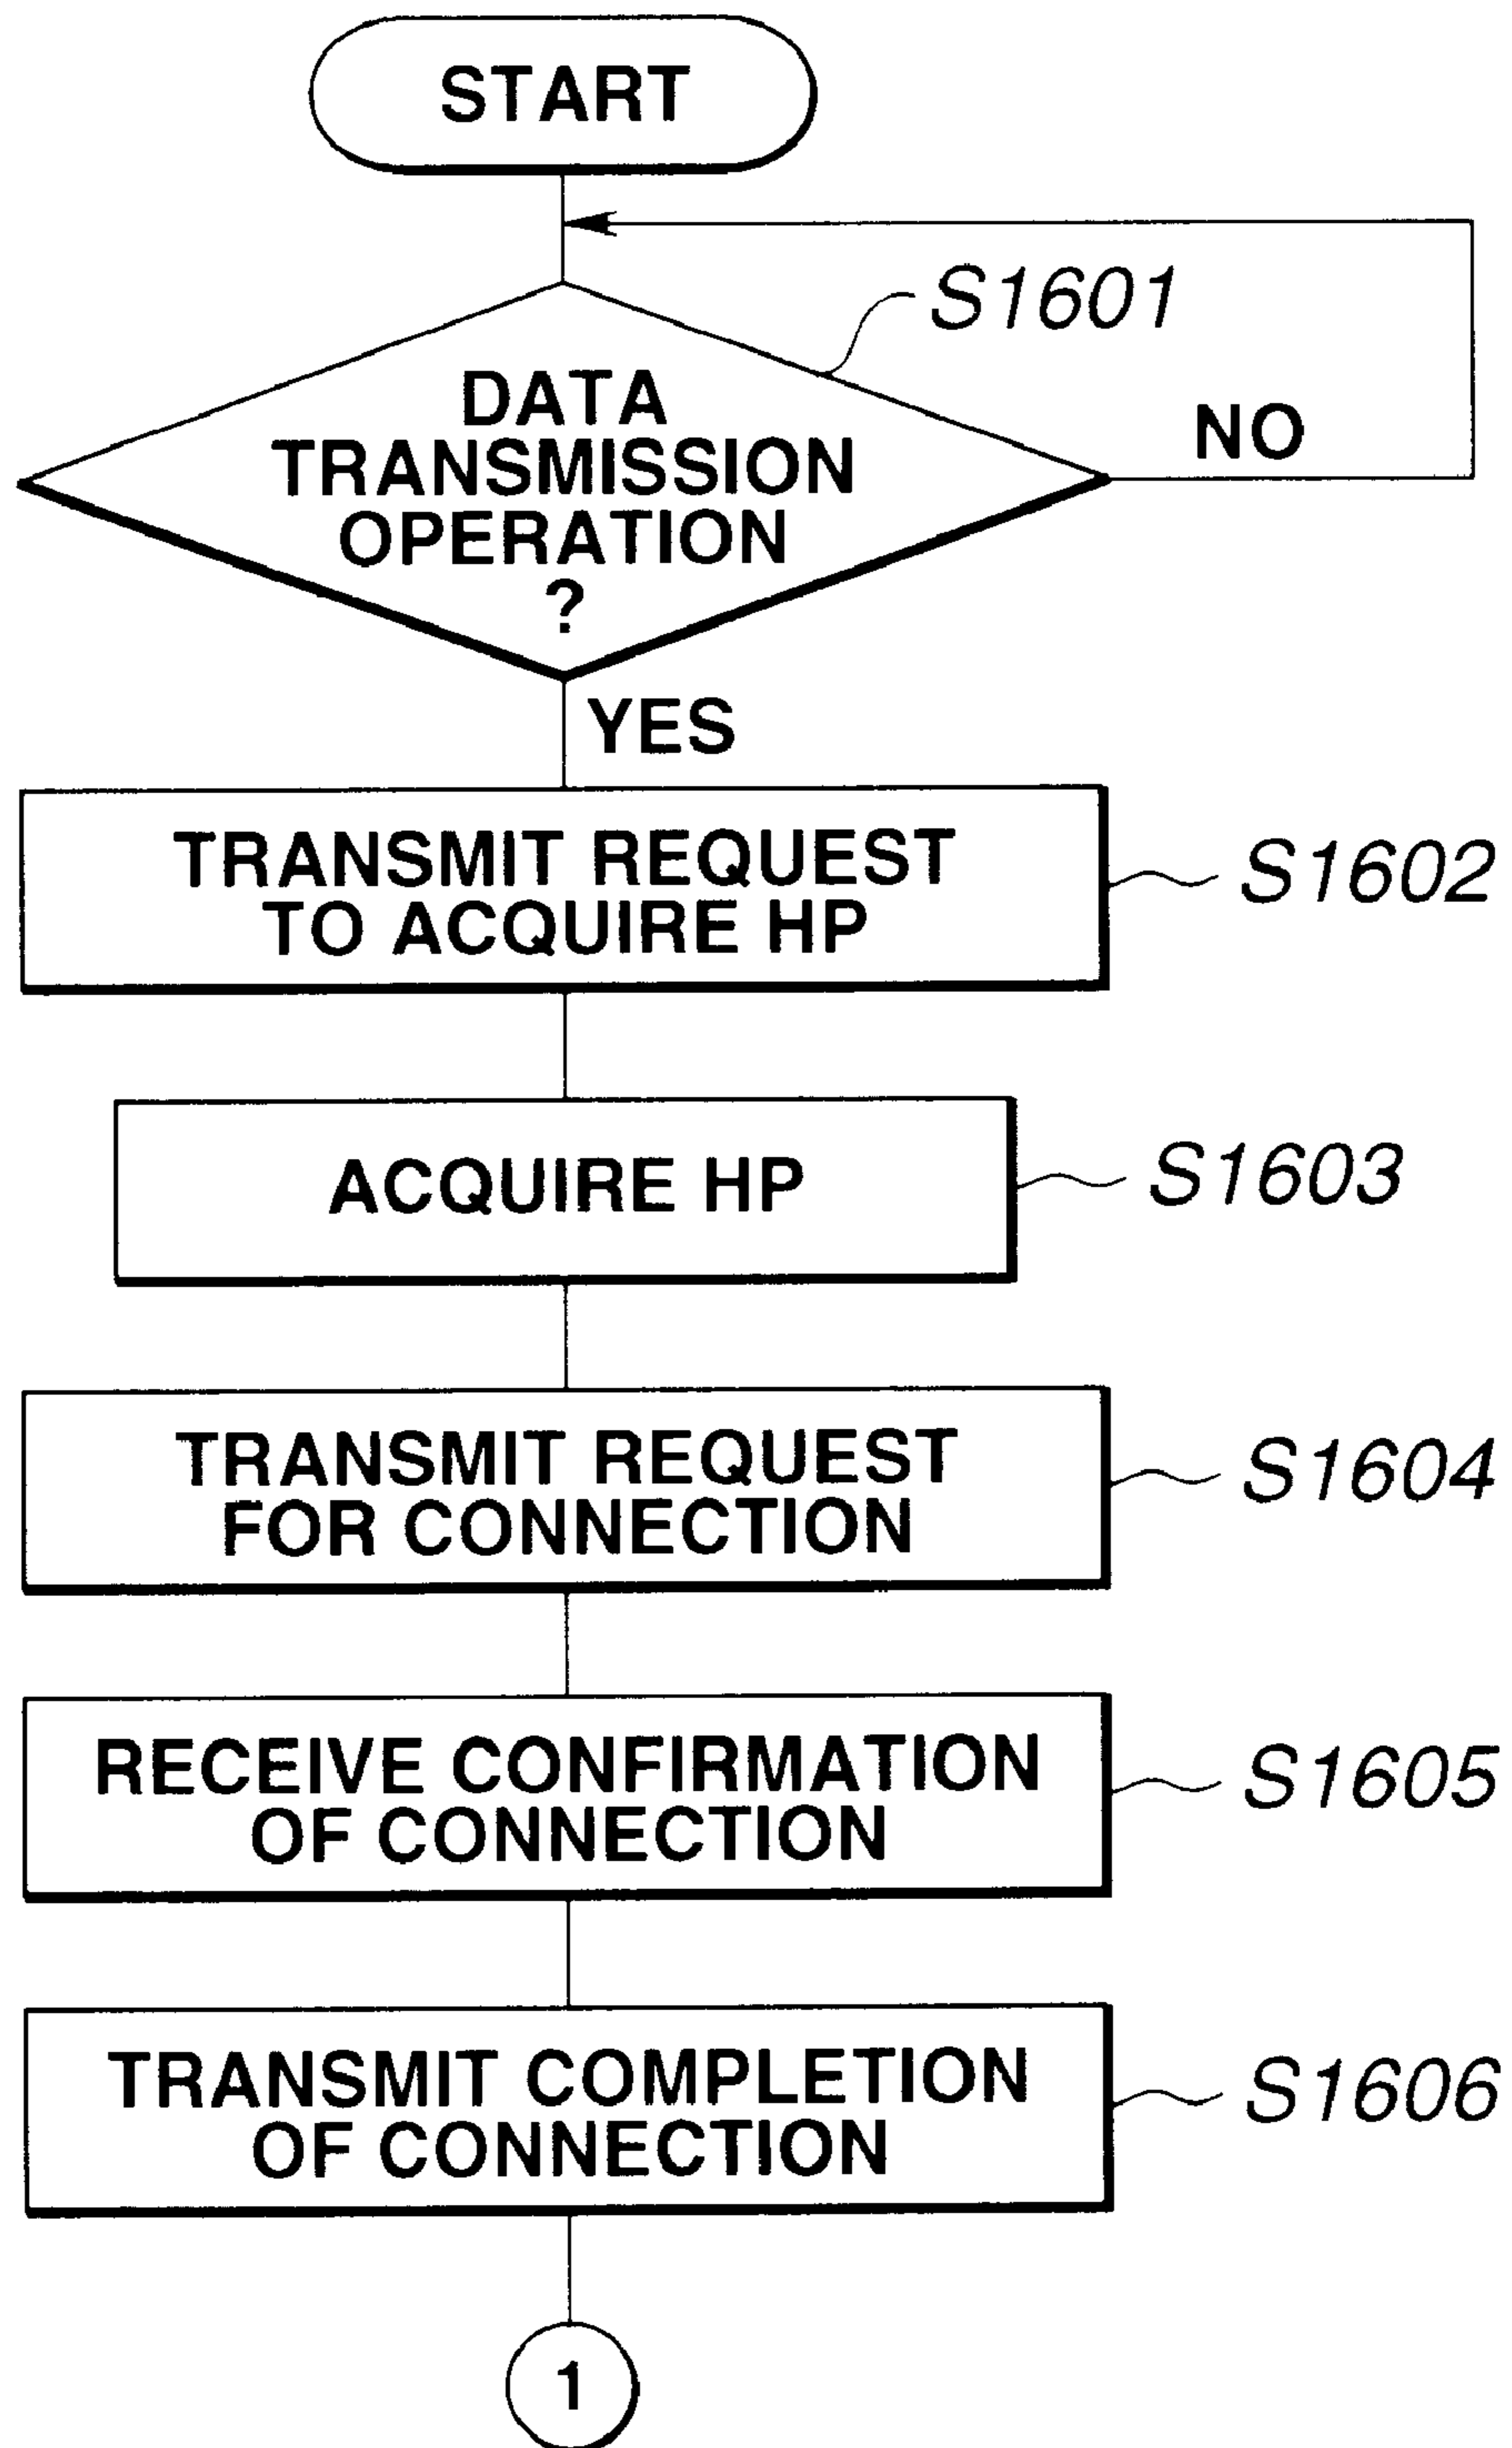 START
S1601
DATA
TRANSMISSION
OPERATION
?
NO
YES
TRANSMIT REQUEST
TO ACQUIRE HP
S1602
ACQUIRE HP
S1603
TRANSMIT REQUEST
FOR CONNECTION
S1604
RECEIVE CONFIRMATION
OF CONNECTION
S1605
TRANSMIT COMPLETION
OF CONNECTION
S1606
1